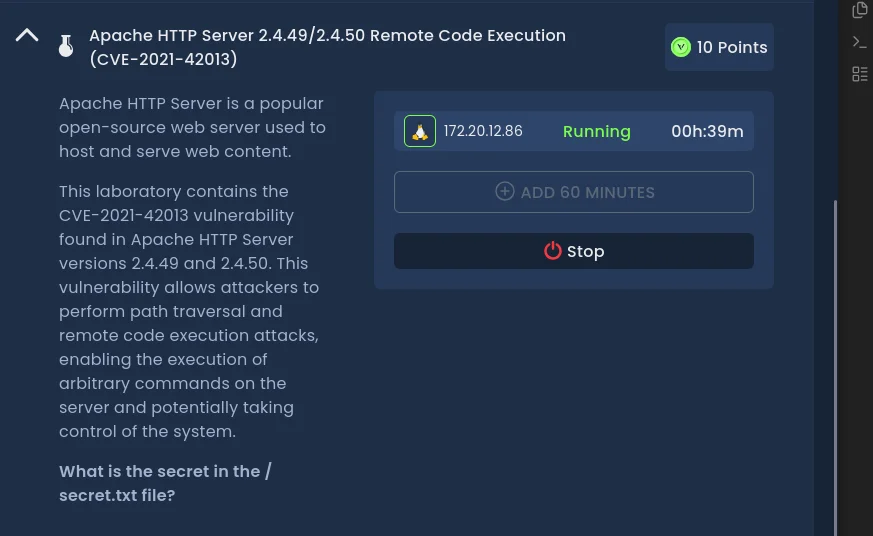 Apache HTTP Server 2.4.49/2.4.50 Remote Code Execution
(CVE-2021-42013)
10 Points
Apache HTTP Server is a popular
open-source web server used to
host and serve web content.
This laboratory contains the
CVE-2021-42013 vulnerability
found in Apache HTTP Server
versions 2.4.49 and 2.4.50. This
vulnerability allows attackers to
perform path traversal and
remote code execution attacks,
enabling the execution of
arbitrary commands on the
server and potentially taking
control of the system.
What is the secret in the /
secret.txt file?
172.20.12.86 Running 00h:39m
ADD 60 MINUTES
Stop